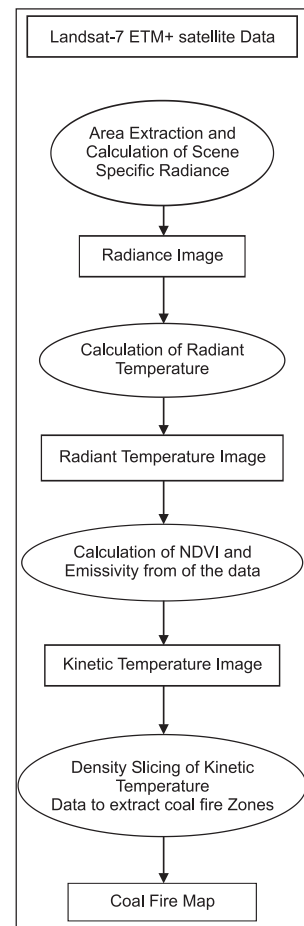 Landsat-7 ETM+ satellite Data
Area Extraction and
Calculation of Scene
Specific Radiance
Radiance Image
Calculation of Radiant
Temperature
Radiant Temperature Image
Calculation of NDVI and
Emissivity from of the data
Kinetic Temperature Image
Density Slicing of Kinetic
Temperature
Data to extract coal fire Zones
Coal Fire Map